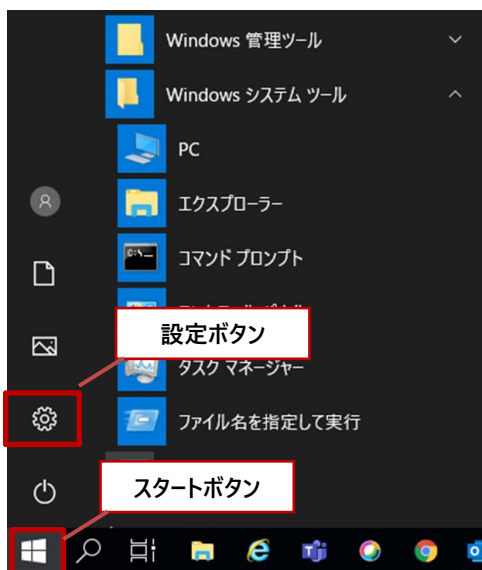 Windows 管理ツール
Windows システム ツール
PC
エクスプローラー
コマンド プロンプト
設定ボタン
タスク マネージャー
ファイル名を指定して実行
スタートボタン